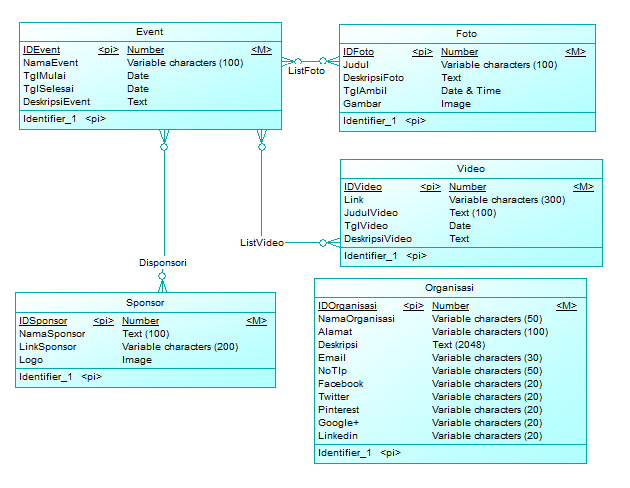 Event
IDEvent <pi> Number <M>
NamaEvent Variable characters (100)
TglMulai Date
TglSelesai Date
DeskripsiEvent Text
Identifier_1 <pi>
ListFoto
Foto
IDFoto <pi> Number <M>
Judul Variable characters (100)
DeskripsiFoto Text
TglAmbil Date & Time
Gambar Image
Identifier_1 <pi>
Video
IDVideo <pi> Number <M>
Link Variable characters (300)
JudulVideo Text (100)
TglVideo Date
DeskripsiVideo Text
Identifier_1 <pi>
ListVideo
Disponsori
Sponsor
IDSponsor <pi> Number <M>
NamaSponsor Text (100)
LinkSponsor Variable characters (200)
Logo Image
Identifier_1 <pi>
Organisasi
IDOrganisasi <pi> Number <M>
NamaOrganisasi Variable characters (50)
Alamat Variable characters (100)
Deskripsi Text (2048)
Email Variable characters (30)
NoTlp Variable characters (50)
Facebook Variable characters (20)
Twitter Variable characters (20)
Pinterest Variable characters (20)
Google+ Variable characters (20)
Linkedin Variable characters (20)
Identifier_1 <pi>